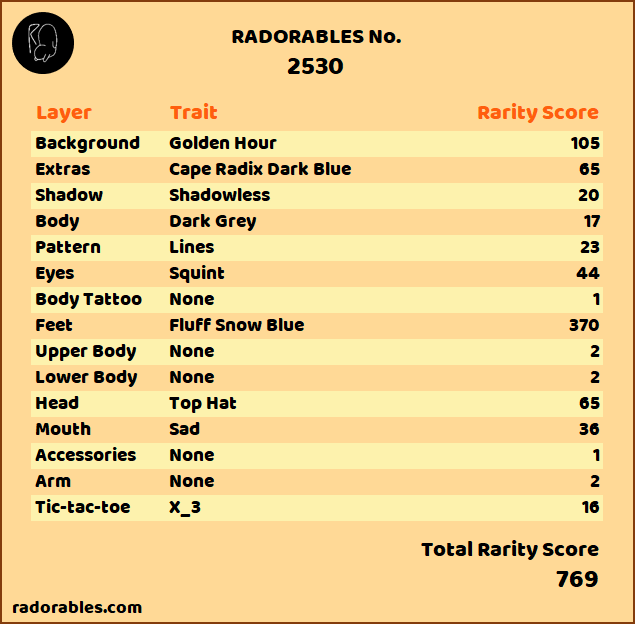 RADORABLES No.
2530
Layer Trait Rarity Score
Background Golden Hour 105
Extras Cape Radix Dark Blue 65
Shadow Shadowless 20
Body Dark Grey 17
Pattern Lines 23
Eyes Squint 44
Body Tattoo None 1
Feet Fluff Snow Blue 370
Upper Body None 2
Lower Body None 2
Head Top Hat 65
Mouth Sad 36
Accessories None 1
Arm None 2
Tic-tac-toe X_3 16
Total Rarity Score
769
radorables.com